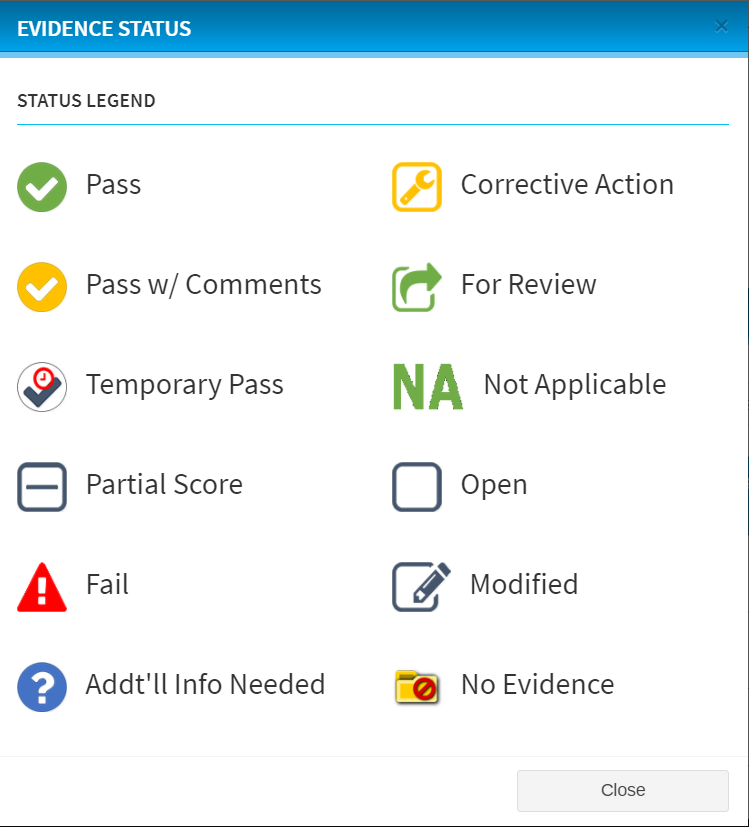 EVIDENCE STATUS
×
STATUS LEGEND
Pass
Corrective Action
Pass w/ Comments
For Review
Temporary Pass
NA Not Applicable
Partial Score
Open
Fail
Modified
Addt'll Info Needed
No Evidence
Close